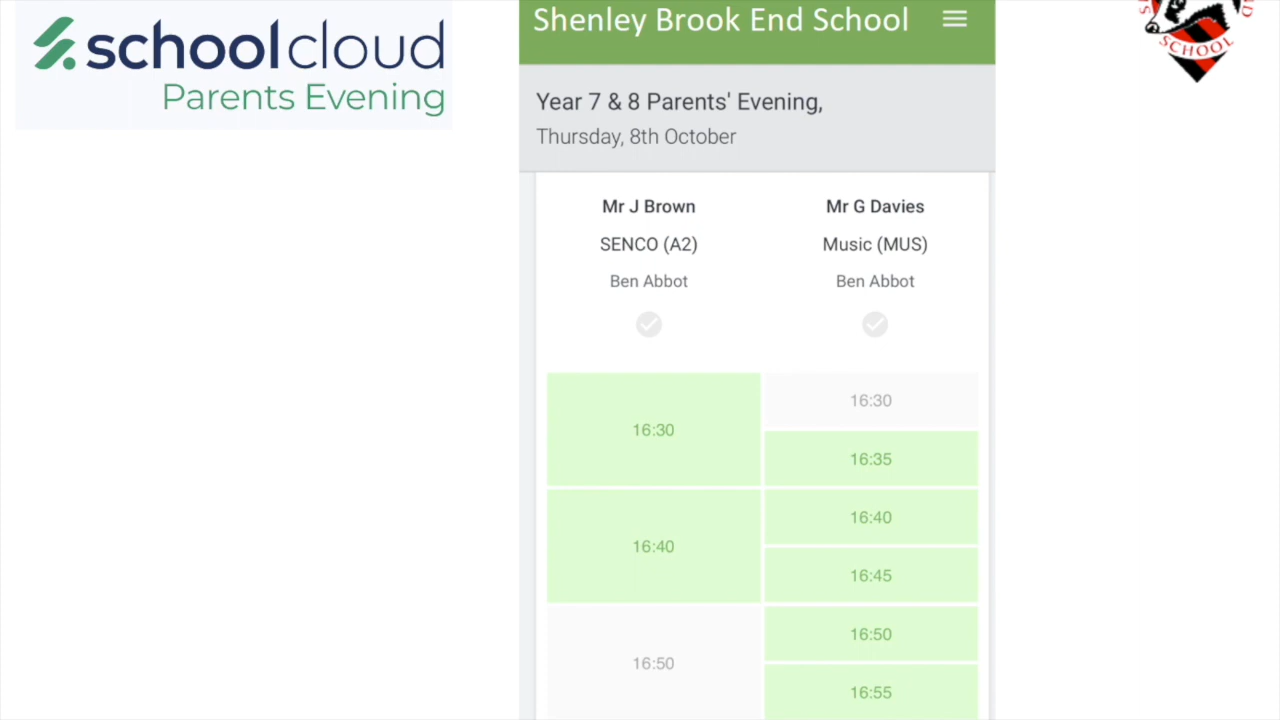 schoolcloud
Parents Evening
Shenley Brook End School
SCHOOL
Year 7 & 8 Parents' Evening,
Thursday, 8th October
Mr J Brown
Mr G Davies
SENCO (A2)
Music (MUS)
Ben Abbot
Ben Abbot
16:30
16:30
16:35
16:40
16:40
16:45
16:50
16:50
16:55